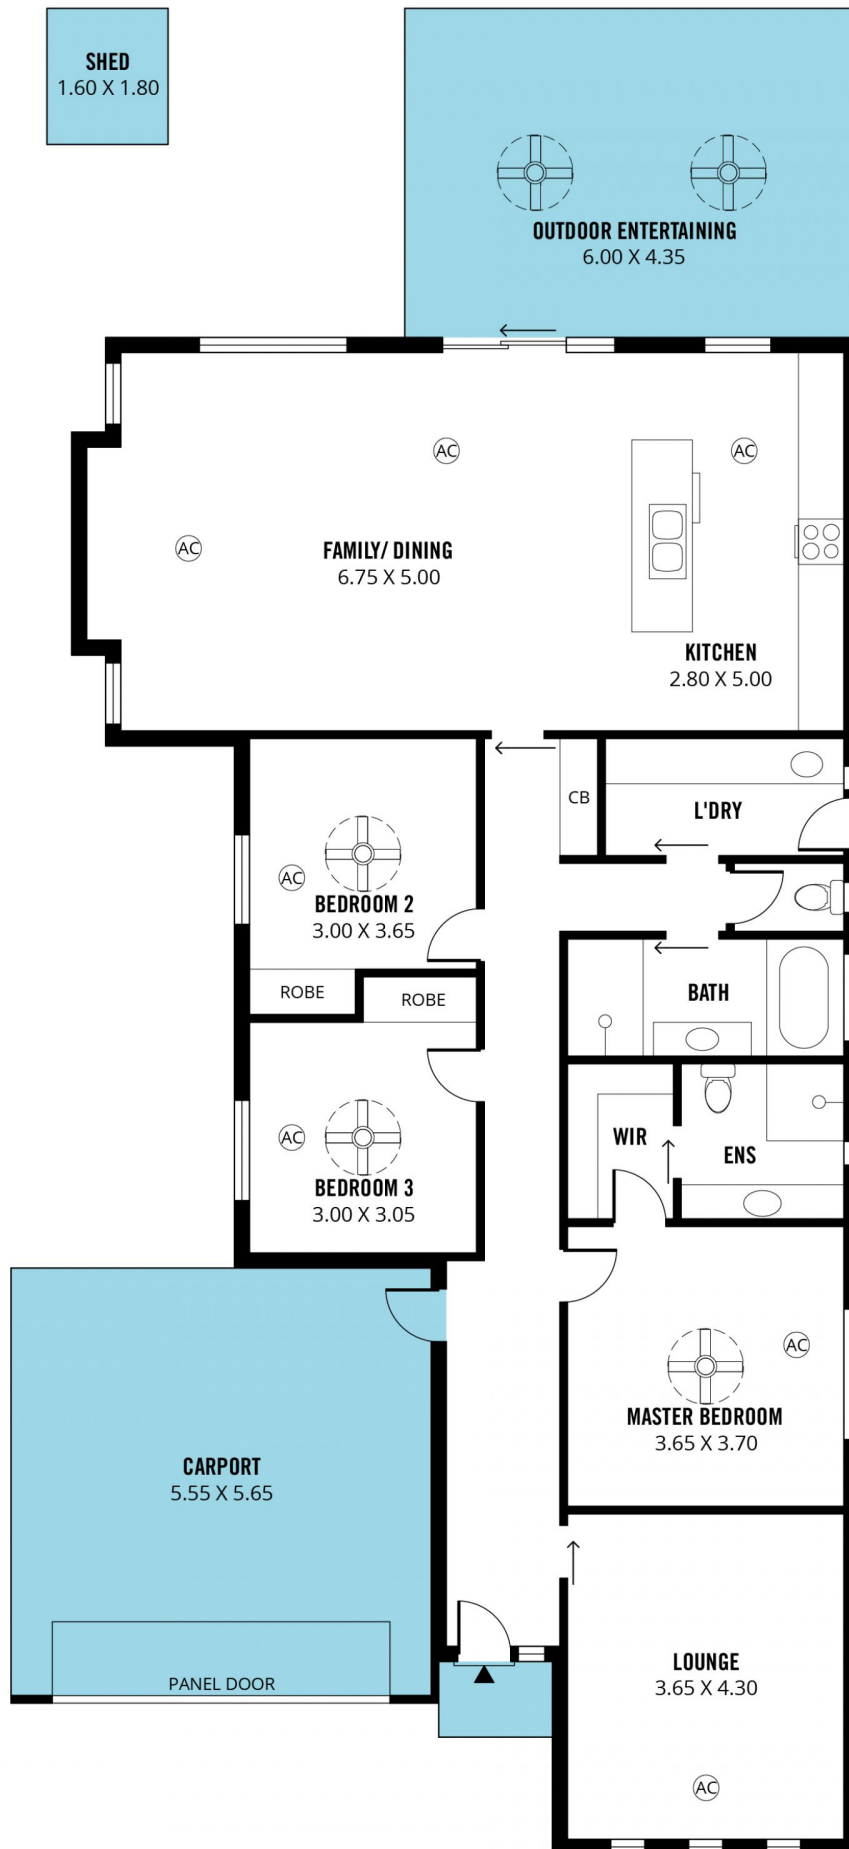 SHED
1.60 X 1.80
OUTDOOR ENTERTAINING
6.00 X 4.35
AC
AC
AC
FAMILY/ DINING
6.75 X 5.00
KITCHEN
2.80 X 5.00
CB
L'DRY
AC
BEDROOM 2
3.00 X 3.65
ROBE
ROBE
BATH
AC
WIR
ENS
BEDROOM 3
3.00 X 3.05
AC
MASTER BEDROOM
3.65 X 3.70
CARPORT
5.55 X 5.65
PANEL DOOR
LOUNGE
3.65 X 4.30
AC